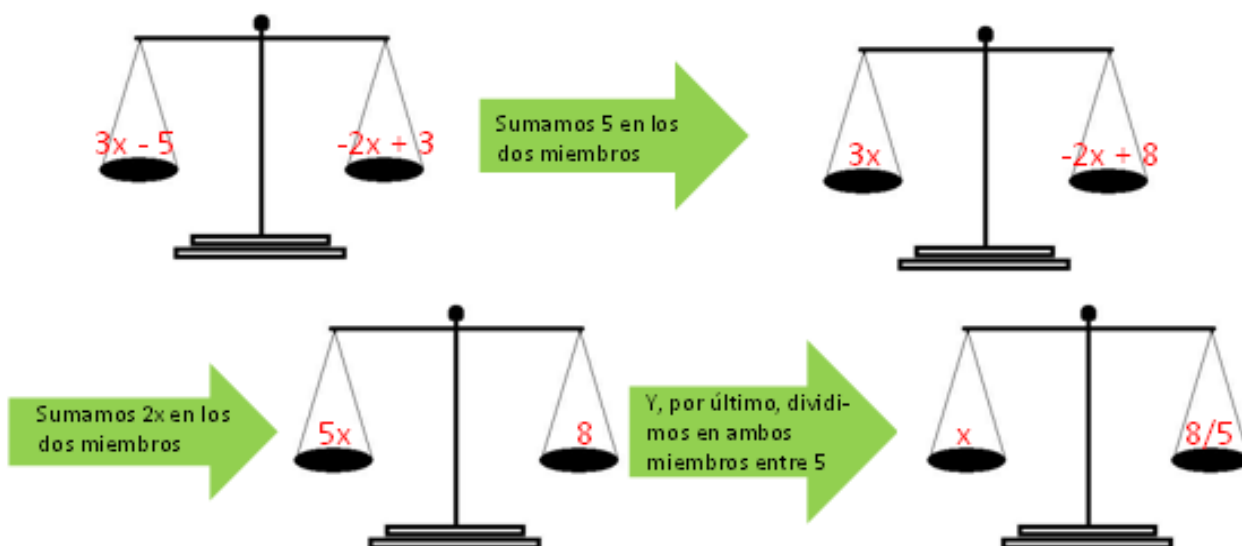 3x - 5
-2x + 3
Sumamos 5 en los
dos miembros
3x
-2x + 8
Sumamos 2x en los
dos miembros
5x
8
Y, por último, dividi-
mos en ambos
miembros entre 5
x
8/5